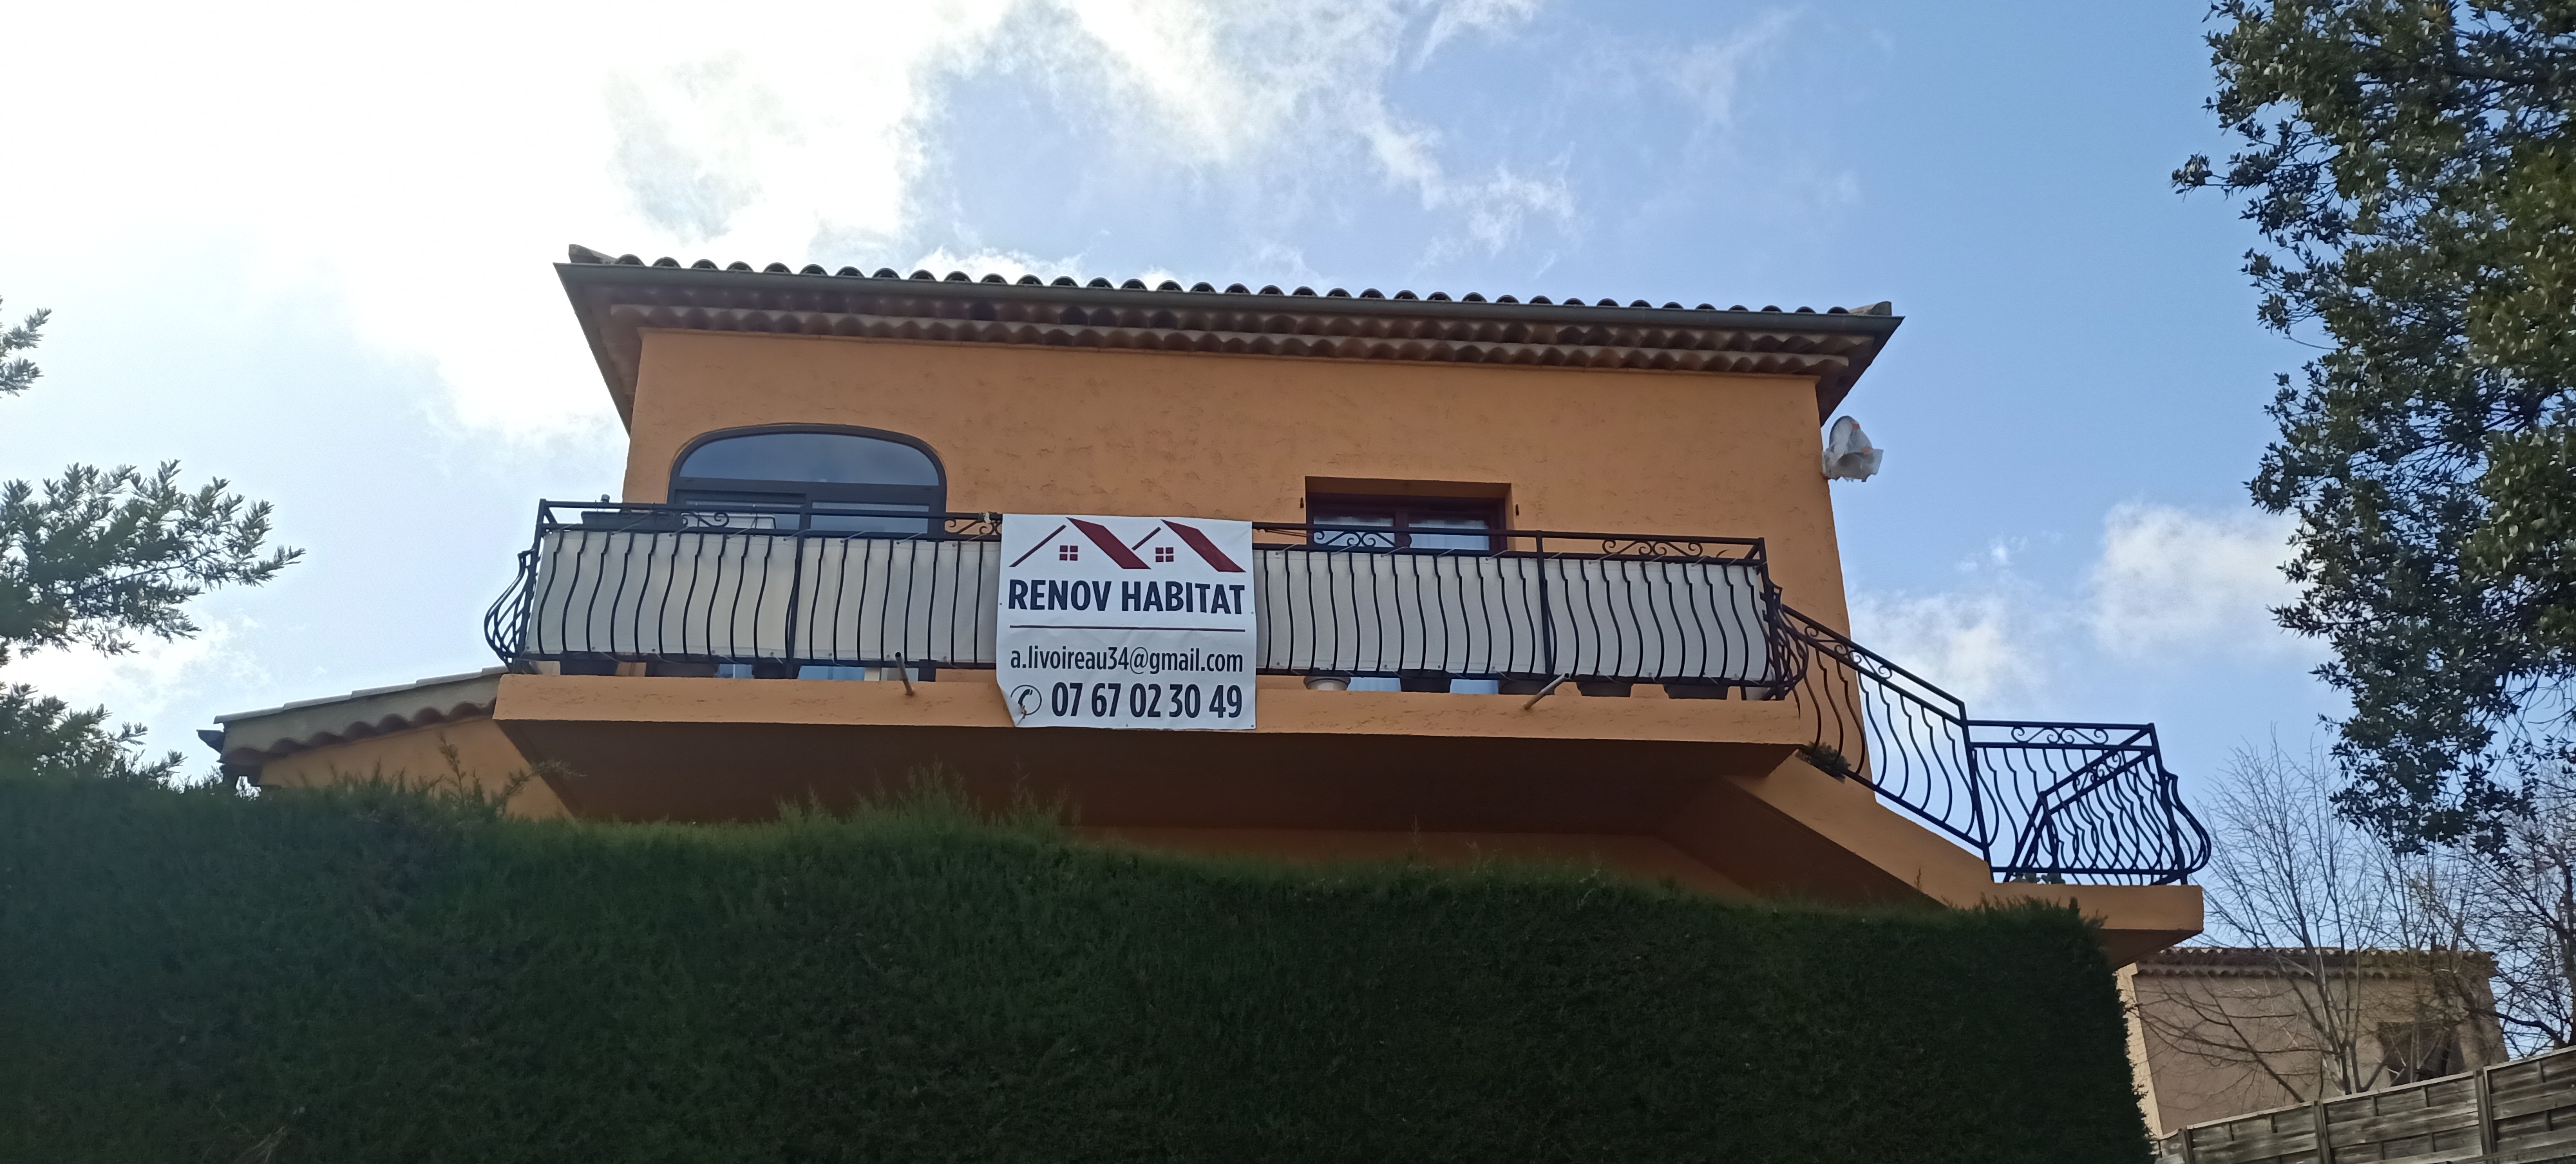 RENOV HABITAT
a.livoireau34@gmail.com
07 67 02 30 49